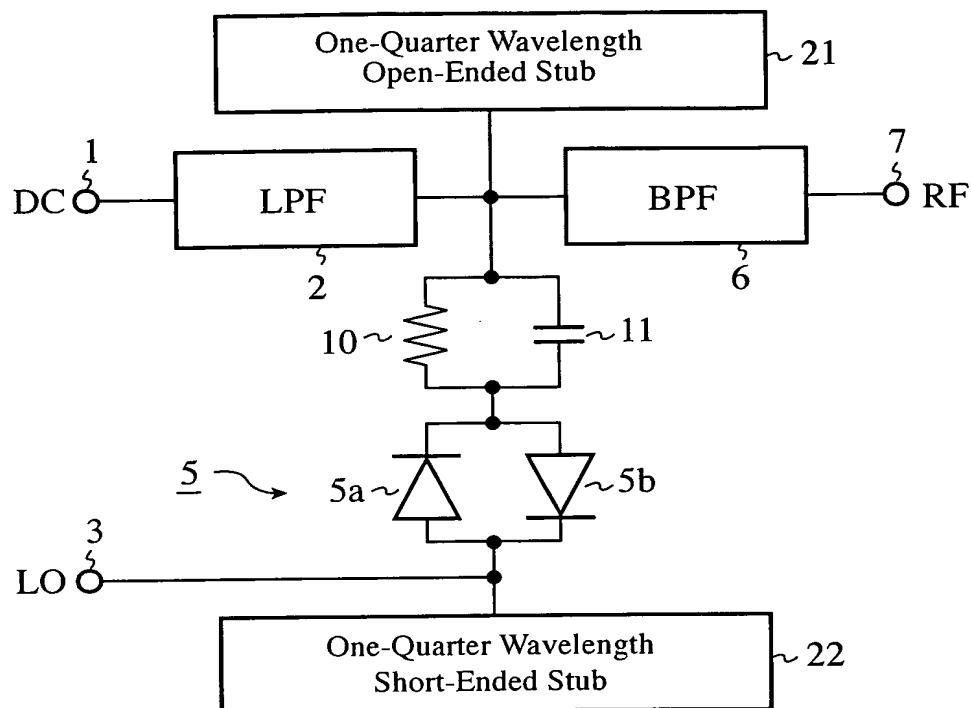 One-Quarter Wavelength
Open-Ended Stub
21
1
7
DC
LPF
BPF
RF
2
6
10
11
5
5a
5b
3
LO
One-Quarter Wavelength
Short-Ended Stub
22